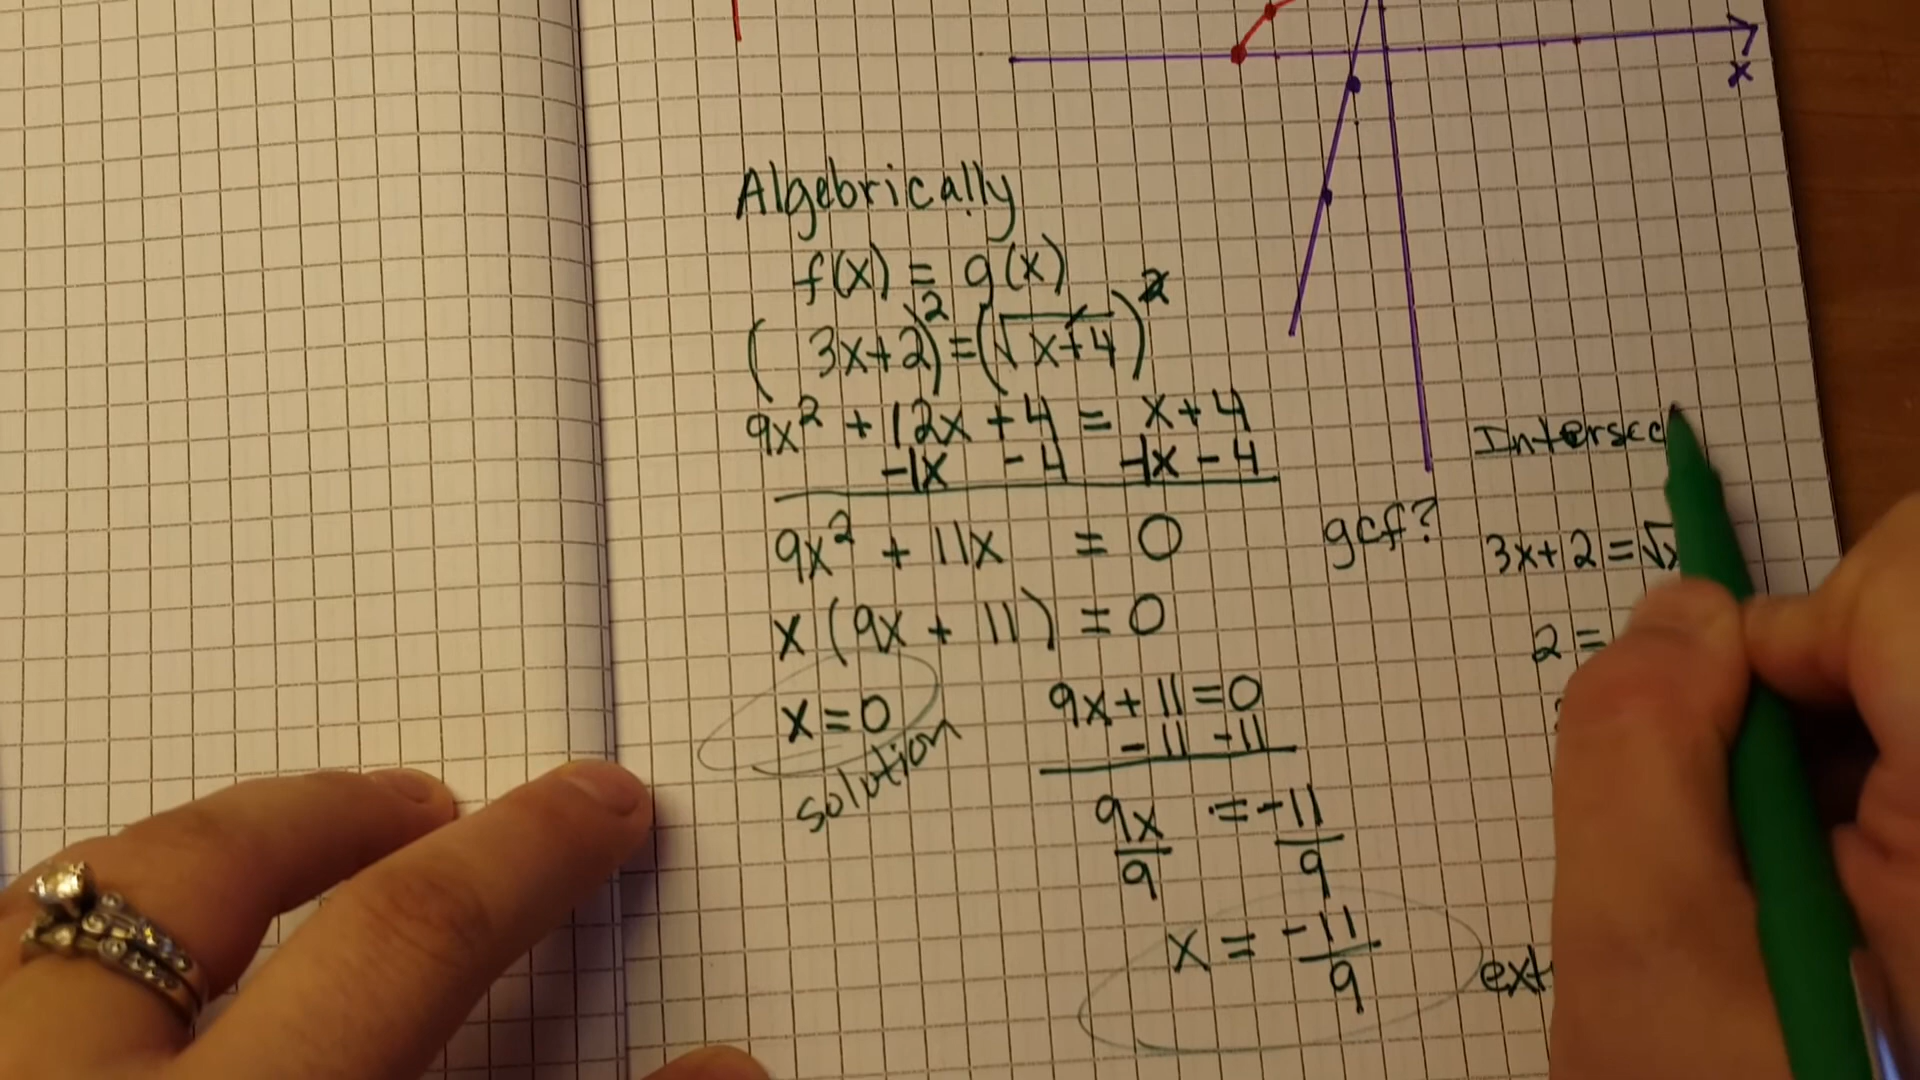 x
Algebrically
f(x) = g(x)
( 3x+2)² = (√x+4)²
9x² + 12x + 4 = x + 4
-1x - 4 -1x - 4
9x² + 11x = 0
gcf?
x (9x + 11) = 0
x = 0
solution
9x + 11 = 0
- 11 - 11
9x = -11
9 9
x = -11
9
3x+2 = √x
2 =